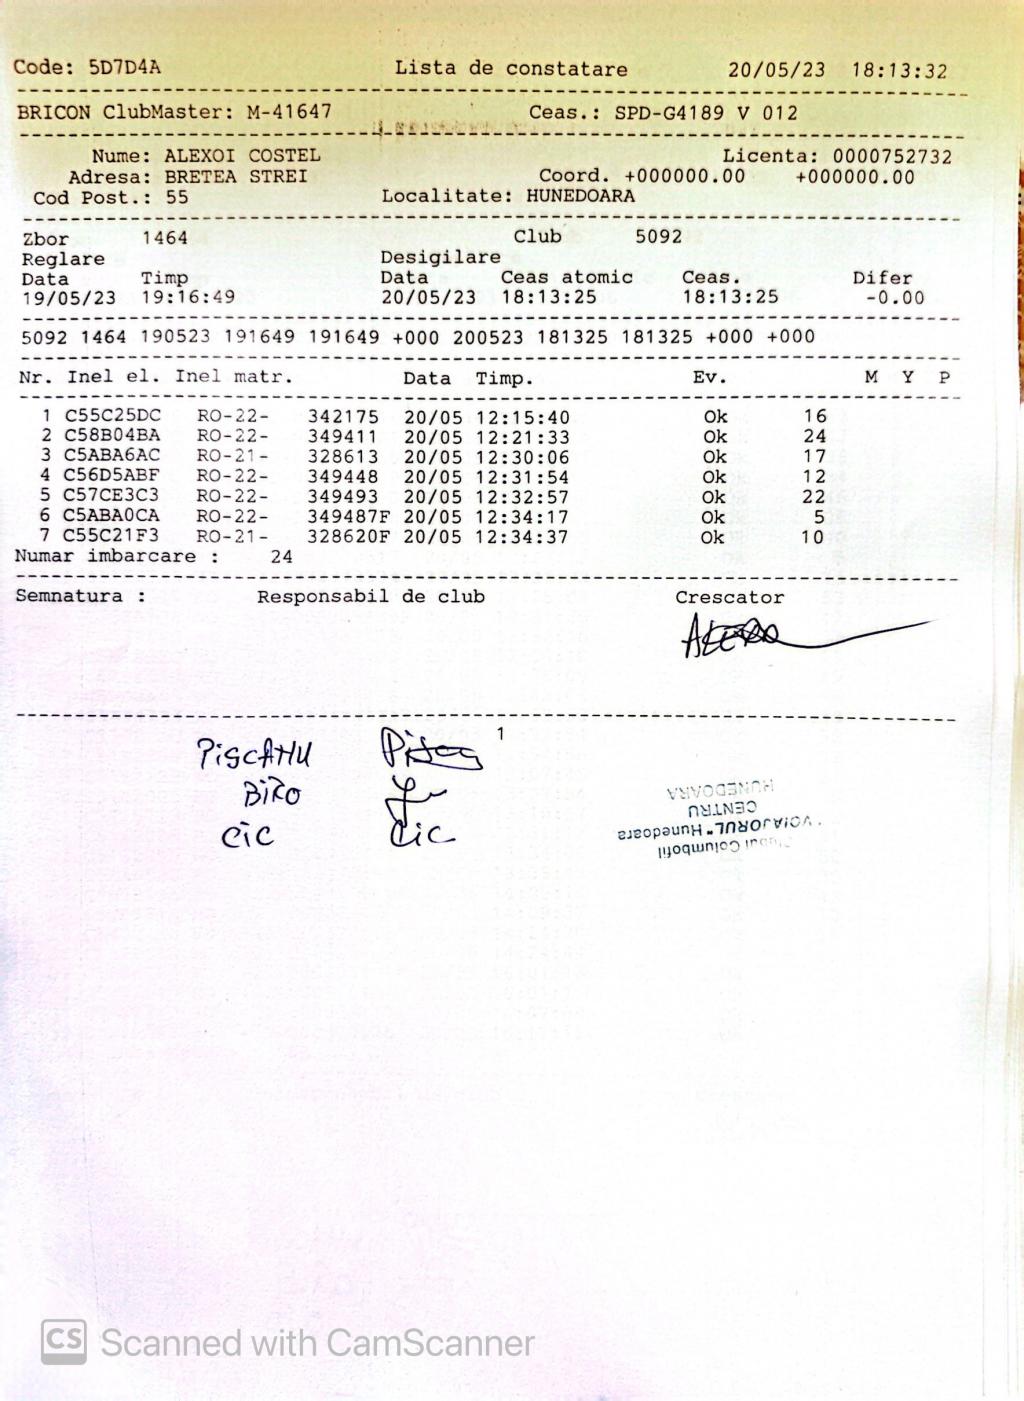 Code: 5D7D4A Lista de constatare 20/05/23 18:13:32
BRICON ClubMaster: M-41647 Ceas.: SPD-G4189 V 012
Nume: ALEXOI COSTEL Licenta: 0000752732
Adresa: BRETEA STREI Coord. +000000.00 +000000.00
Cod Post.: 55 Localitate: HUNEDOARA
Zbor 1464 Club 5092
Reglare Desigilare
Data Timp Data Ceas atomic Ceas. Difer
19/05/23 19:16:49 20/05/23 18:13:25 18:13:25 -0.00
5092 1464 190523 191649 191649 +000 200523 181325 181325 +000 +000
Nr. Inel el. Inel matr. Data Timp. Ev. M Y P
1 C55C25DC RO-22- 342175 20/05 12:15:40 Ok 16
2 C58B04BA RO-22- 349411 20/05 12:21:33 Ok 24
3 C5ABA6AC RO-21- 328613 20/05 12:30:06 Ok 17
4 C56D5ABF RO-22- 349448 20/05 12:31:54 Ok 12
5 C57CE3C3 RO-22- 349493 20/05 12:32:57 Ok 22
6 C5ABA0CA RO-22- 349487F 20/05 12:34:17 Ok 5
7 C55C21F3 RO-21- 328620F 20/05 12:34:37 Ok 10
Numar imbarcare : 24
Semnatura : Responsabil de club Crescator
1
PISCANU
BIRO
CIC CIC
HUNEDOARA
CENTRU
"VOIAJORUL" Hunedoara
Columbofil
CS Scanned with CamScanner